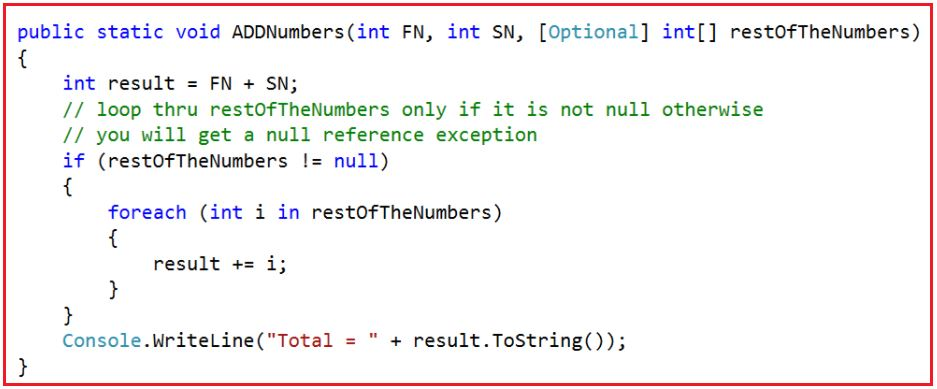 public static void ADDNumbers(int FN, int SN, [Optional] int[] restOfTheNumbers)
{
    int result = FN + SN;
    // loop thru restOfTheNumbers only if it is not null otherwise
    // you will get a null reference exception
    if (restOfTheNumbers != null)
    {
        foreach (int i in restOfTheNumbers)
        {
            result += i;
        }
    }
    Console.WriteLine("Total = " + result.ToString());
}